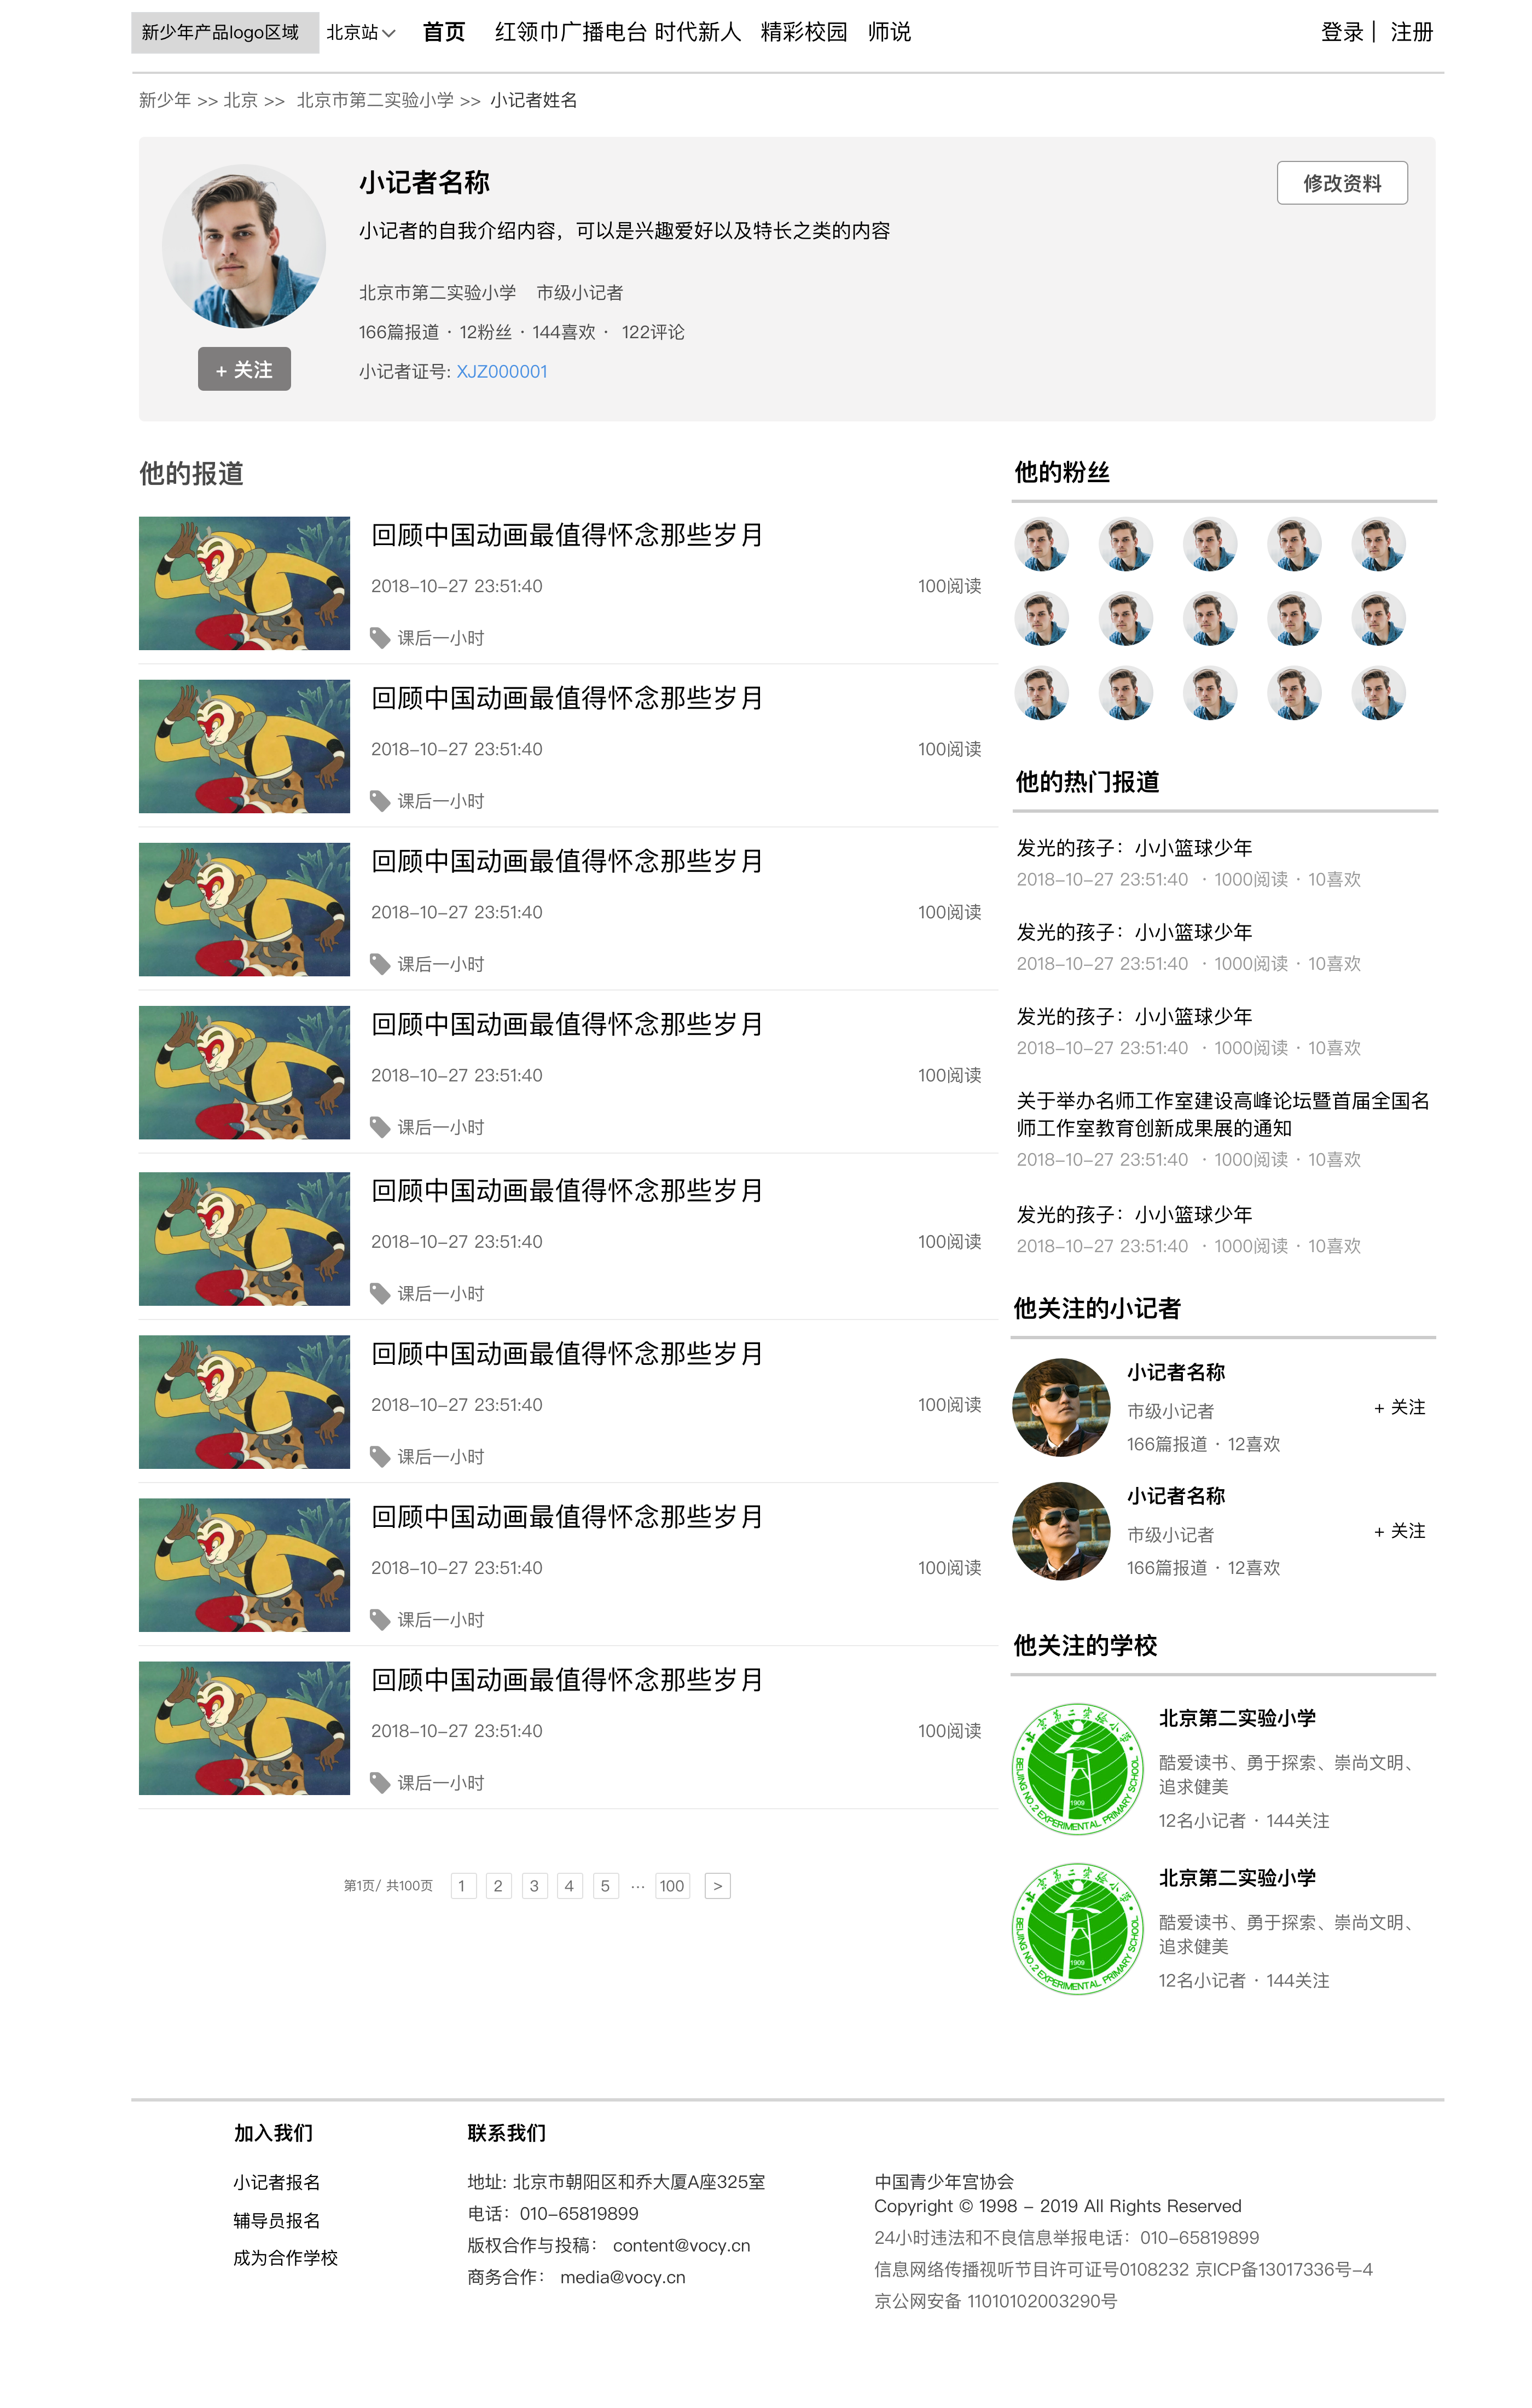 新少年产品logo区域
北京站
首页
红领巾广播电台 时代新人 精彩校园 师说
登录 | 注册
新少年 >> 北京 >> 北京市第二实验小学 >> 小记者姓名
小记者名称
修改资料
小记者的自我介绍内容，可以是兴趣爱好以及特长之类的内容
北京市第二实验小学 市级小记者
166篇报道 · 12粉丝 · 144喜欢 · 122评论
+ 关注
小记者证号: XJZ000001
他的报道
回顾中国动画最值得怀念那些岁月
2018-10-27 23:51:40
100阅读
课后一小时
回顾中国动画最值得怀念那些岁月
2018-10-27 23:51:40
100阅读
课后一小时
回顾中国动画最值得怀念那些岁月
2018-10-27 23:51:40
100阅读
课后一小时
回顾中国动画最值得怀念那些岁月
2018-10-27 23:51:40
100阅读
课后一小时
回顾中国动画最值得怀念那些岁月
2018-10-27 23:51:40
100阅读
课后一小时
回顾中国动画最值得怀念那些岁月
2018-10-27 23:51:40
100阅读
课后一小时
回顾中国动画最值得怀念那些岁月
2018-10-27 23:51:40
100阅读
课后一小时
回顾中国动画最值得怀念那些岁月
2018-10-27 23:51:40
100阅读
课后一小时
第1页/ 共100页 1 2 3 4 5 ··· 100 >
他的粉丝
他的热门报道
发光的孩子：小小篮球少年
2018-10-27 23:51:40 · 1000阅读 · 10喜欢
发光的孩子：小小篮球少年
2018-10-27 23:51:40 · 1000阅读 · 10喜欢
发光的孩子：小小篮球少年
2018-10-27 23:51:40 · 1000阅读 · 10喜欢
关于举办名师工作室建设高峰论坛暨首届全国名
师工作室教育创新成果展的通知
2018-10-27 23:51:40 · 1000阅读 · 10喜欢
发光的孩子：小小篮球少年
2018-10-27 23:51:40 · 1000阅读 · 10喜欢
他关注的小记者
小记者名称
市级小记者
+ 关注
166篇报道 · 12喜欢
小记者名称
市级小记者
+ 关注
166篇报道 · 12喜欢
他关注的学校
北京第二实验小学
BEIJING NO.2 EXPERIMENTAL PRIMARY SCHOOL
1909
北京第二实验小学
酷爱读书、勇于探索、崇尚文明、
追求健美
12名小记者 · 144关注
北京第二实验小学
BEIJING NO.2 EXPERIMENTAL PRIMARY SCHOOL
1909
北京第二实验小学
酷爱读书、勇于探索、崇尚文明、
追求健美
12名小记者 · 144关注
加入我们
小记者报名
辅导员报名
成为合作学校
联系我们
地址: 北京市朝阳区和乔大厦A座325室
电话：010-65819899
版权合作与投稿： content@vocy.cn
商务合作： media@vocy.cn
中国青少年宫协会
Copyright © 1998 - 2019 All Rights Reserved
24小时违法和不良信息举报电话：010-65819899
信息网络传播视听节目许可证号0108232 京ICP备13017336号-4
京公网安备 11010102003290号